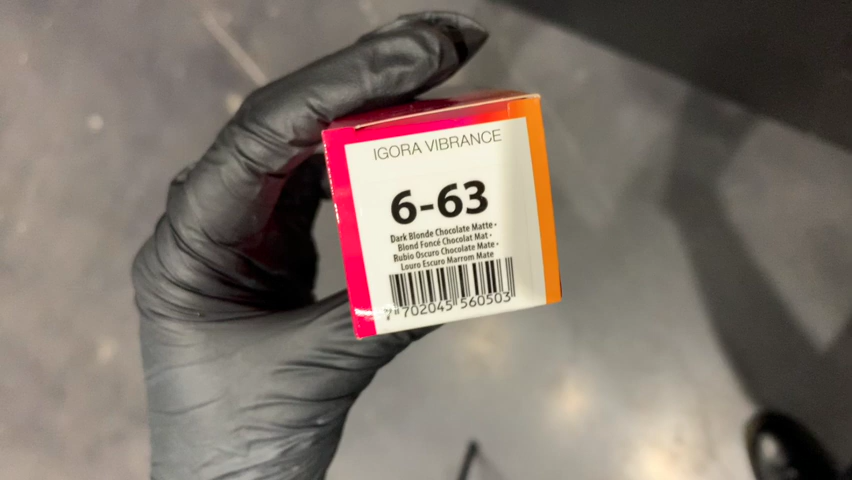 IGORA VIBRANCE
6-63
Dark Blonde Chocolate Matte •
Blond Foncé Chocolat Mat •
Rubio Oscuro Chocolate Mate •
Louro Escuro Marrom Mate
7 702045 560503